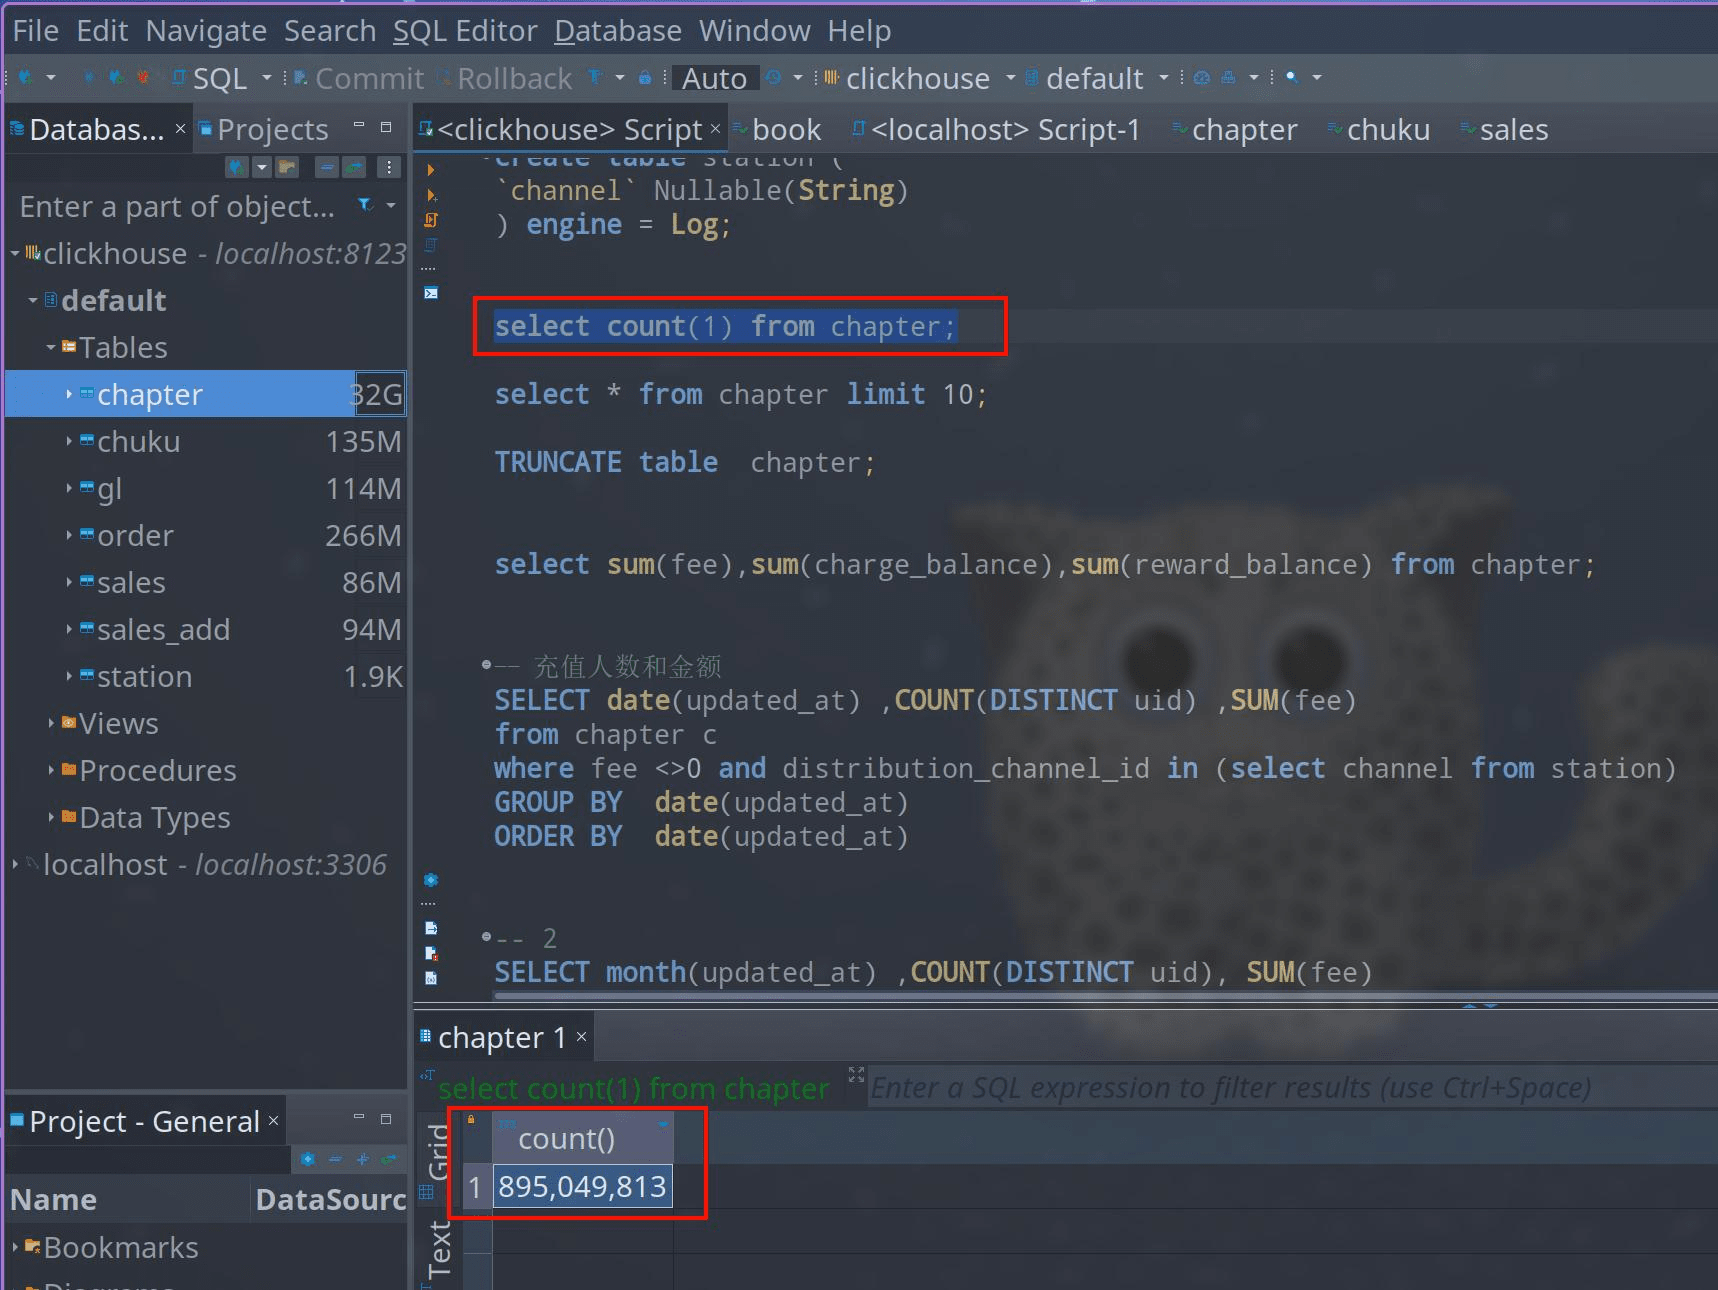 File Edit Navigate Search SQL Editor Database Window Help
SQL Commit Rollback Auto clickhouse default
Databas... × Projects
<clickhouse> Script × book <localhost> Script-1 chapter chuku sales
Enter a part of object...
clickhouse - localhost:8123
default
Tables
chapter 32G
chuku 135M
gl 114M
order 266M
sales 86M
sales_add 94M
station 1.9K
Views
Procedures
Data Types
localhost - localhost:3306
create table station (
`channel` Nullable(String)
) engine = Log;
select count(1) from chapter;
select * from chapter limit 10;
TRUNCATE table  chapter;
select sum(fee),sum(charge_balance),sum(reward_balance) from chapter;
-- 充值人数和金额
SELECT date(updated_at) ,COUNT(DISTINCT uid) ,SUM(fee)
from chapter c
where fee <>0 and distribution_channel_id in (select channel from station)
GROUP BY  date(updated_at)
ORDER BY  date(updated_at)
-- 2
SELECT month(updated_at) ,COUNT(DISTINCT uid), SUM(fee)
Project - General ×
Name DataSourc
Bookmarks
Diagrams
chapter 1 ×
select count(1) from chapter Enter a SQL expression to filter results (use Ctrl+Space)
Grid
Text
count()
1 895,049,813